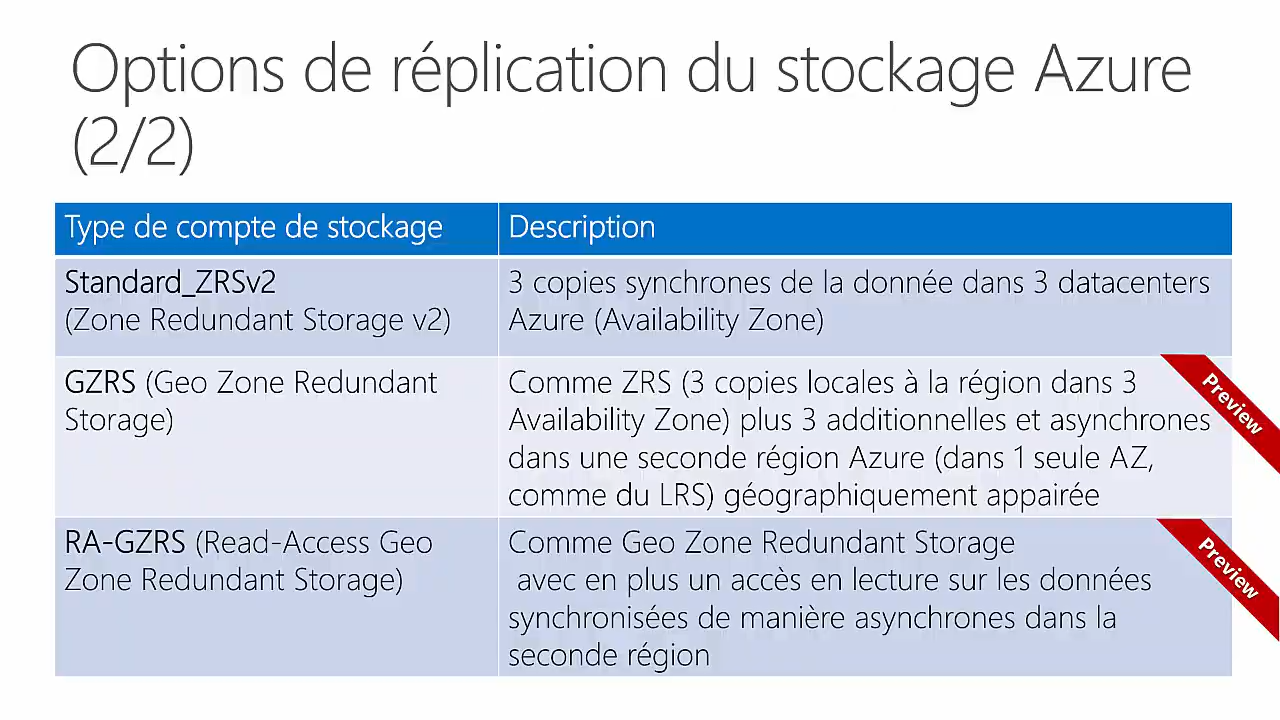 Options de réplication du stockage Azure
(2/2)
Type de compte de stockage
Description
Standard_ZRSv2
(Zone Redundant Storage v2)
3 copies synchrones de la donnée dans 3 datacenters
Azure (Availability Zone)
GZRS (Geo Zone Redundant
Storage)
Comme ZRS (3 copies locales à la région dans 3
Availability Zone) plus 3 additionnelles et asynchrones
dans une seconde région Azure (dans 1 seule AZ,
comme du LRS) géographiquement appairée
Preview
RA-GZRS (Read-Access Geo
Zone Redundant Storage)
Comme Geo Zone Redundant Storage
avec en plus un accès en lecture sur les données
synchronisées de manière asynchrones dans la
seconde région
Preview